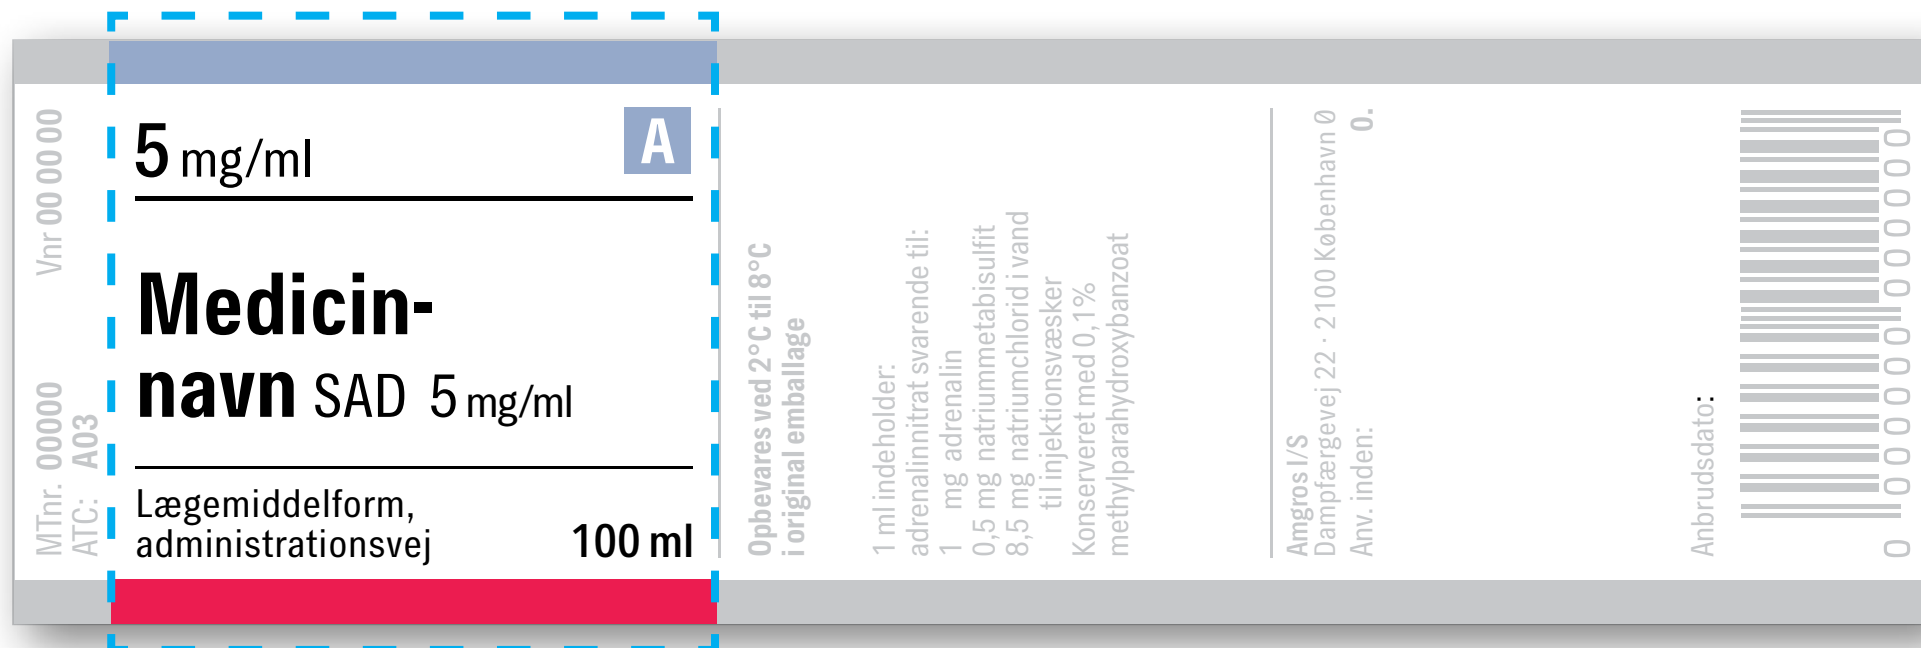 Vnr 00 00 00
MTnr. 00000
ATC: A03
5 mg/ml
A
Medicin-
navn SAD 5 mg/ml
Lægemiddelform,
administrationsvej
100 ml
Opbevares ved 2°C til 8°C
i original emballage
1 ml indeholder:
adrenalinnitrat svarende til:
1 mg adrenalin
0,5 mg natriummetabisulfit
8,5 mg natriumchlorid i vand
til injektionsvæsker
Konserveret med 0,1%
methylparahydroxybanzoat
Amgros I/S
Dampfærgevej 22 · 2100 København Ø
Anv. inden:
0.
Anbrudsdato:
0 000000 000000